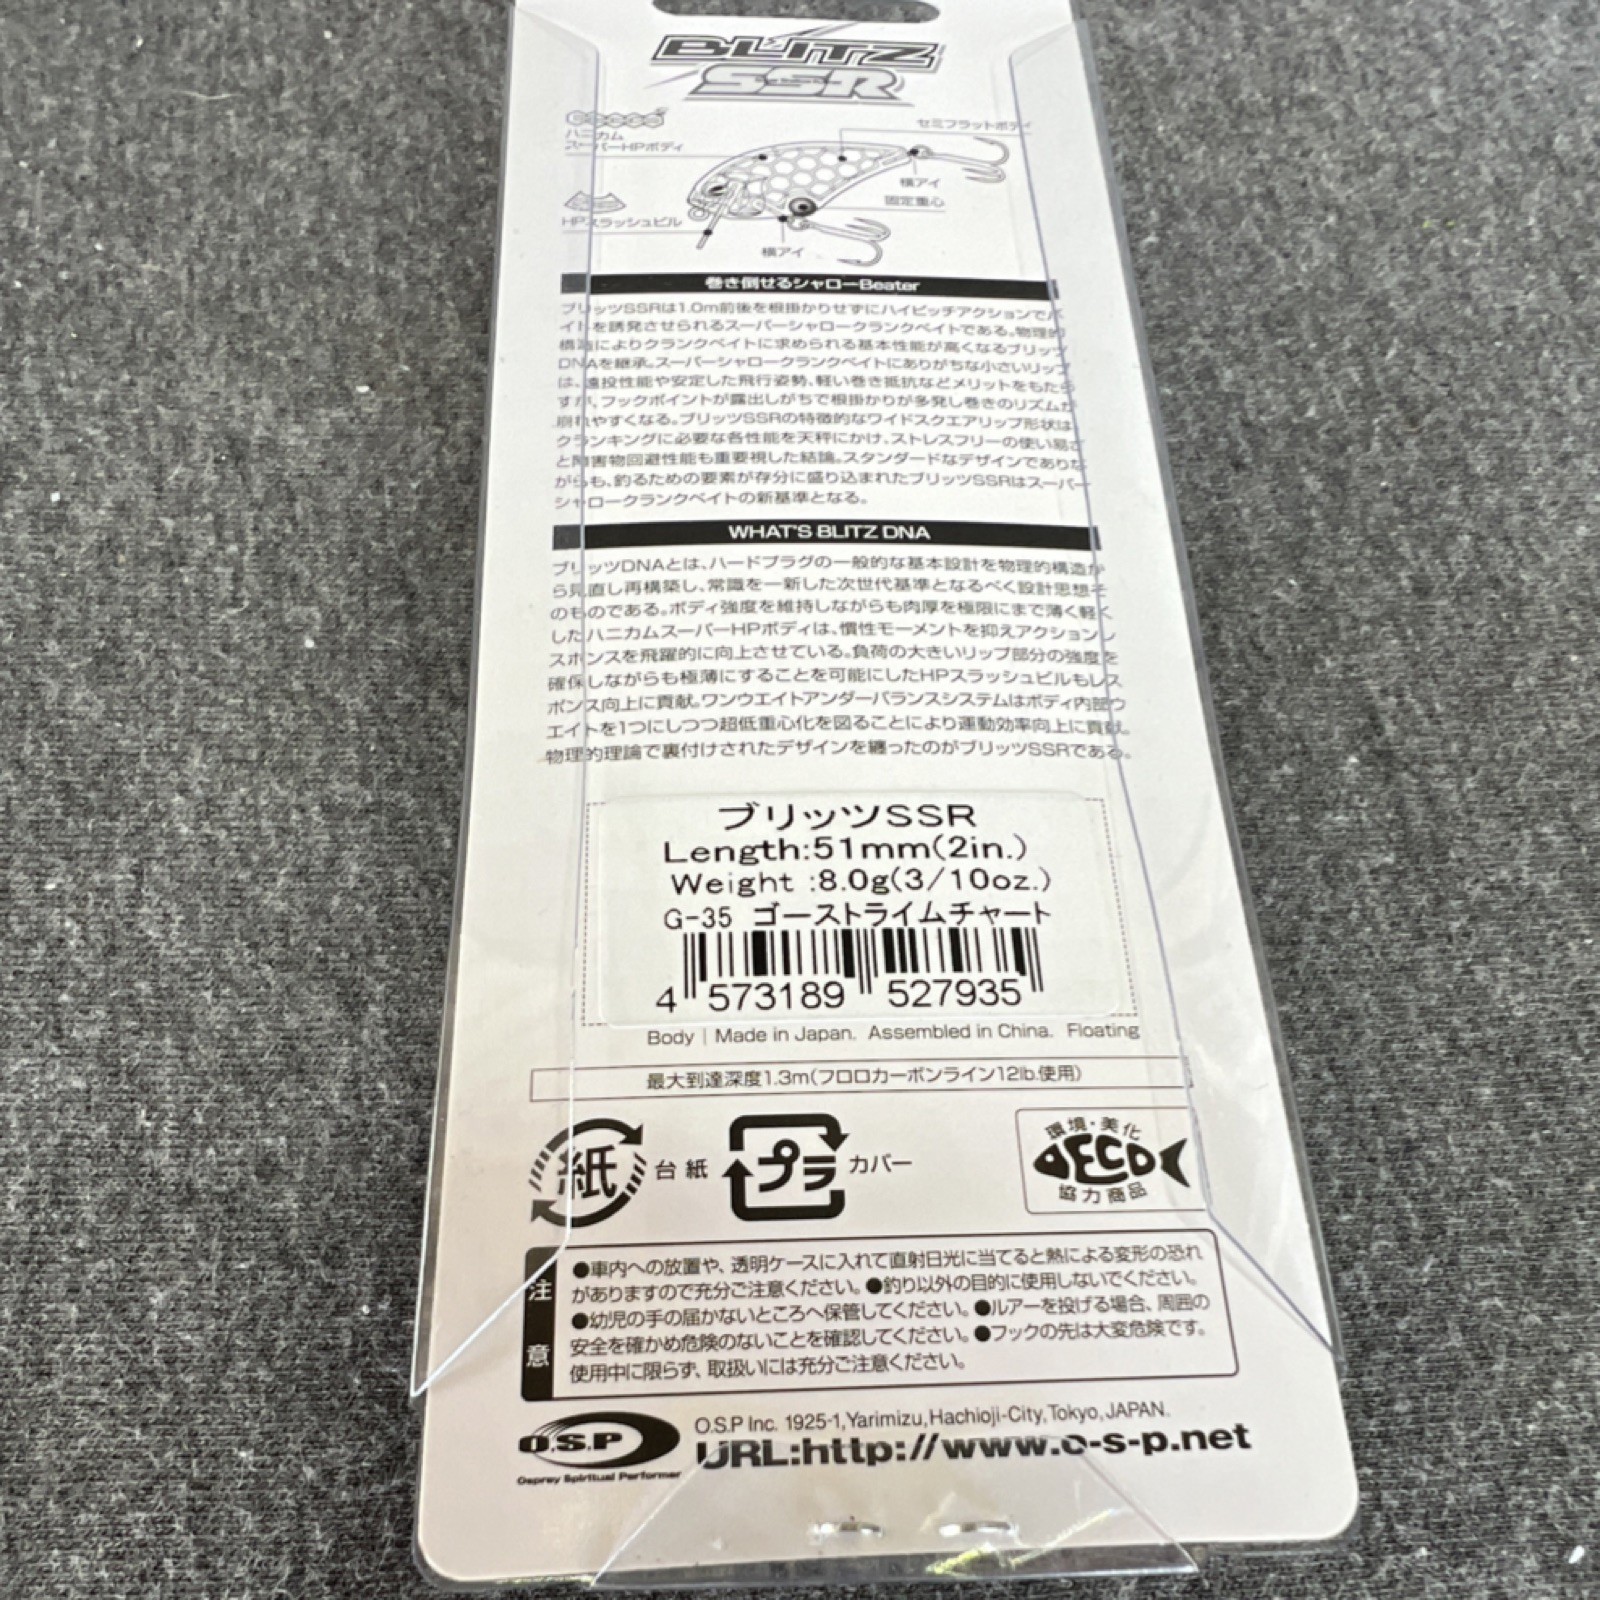 BLITZ
SSR
ハニカム
スーパーHPボディ
セミフラットボディ
横アイ
固定重心
HPスラッシュビル
横アイ
巻き倒せるシャローBeater
ブリッツSSRは1.0m前後を根掛かりせずにハイピッチアクションでバ
イトを誘発させられるスーパーシャロークランクベイトである。物理的
構造によりクランクベイトに求められる基本性能が高くなるブリッツ
DNAを継承。スーパーシャロークランクベイトにありがちな小さいリップ
は、遠投性能や安定した飛行姿勢、軽い巻き抵抗などメリットをもたら
すが、フックポイントが露出しがちで根掛かりが多発し巻きのリズムが
崩れやすくなる。ブリッツSSRの特徴的なワイドスクエアリップ形状は
クランキングに必要な各性能を天秤にかけ、ストレスフリーの使い易さ
と障害物回避性能も重要視した結論。スタンダードなデザインでありな
がらも、釣るための要素が存分に盛り込まれたブリッツSSRはスーパー
シャロークランクベイトの新基準となる。
WHAT'S BLITZ DNA
ブリッツDNAとは、ハードプラグの一般的な基本設計を物理的構造か
ら見直し再構築し、常識を一新した次世代基準となるべく設計思想そ
のものである。ボディ強度を維持しながらも肉厚を極限にまで薄く軽く
したハニカムスーパーHPボディは、慣性モーメントを抑えアクションレ
スポンスを飛躍的に向上させている。負荷の大きいリップ部分の強度を
確保しながらも極薄にすることを可能にしたHPスラッシュビルもレス
ポンス向上に貢献。ワンウエイトアンダーバランスシステムはボディ内部ウ
エイトを1つにしつつ超低重心化を図ることにより運動効率向上に貢献。
物理的理論で裏付けされたデザインを纏ったのがブリッツSSRである。
ブリッツSSR
Length:51mm(2in.)
Weight :8.0g(3/10oz.)
G-35 ゴーストライムチャート
4 573189 527935
Body | Made in Japan. Assembled in China. Floating
最大到達深度1.3m(フロロカーボンライン12lb.使用)
紙 台紙 プラ カバー
環境・美化
ECO
協力商品
注意
●車内への放置や、透明ケースに入れて直射日光に当てると熱による変形の恐れ
がありますので充分ご注意ください。●釣り以外の目的に使用しないでください。
●幼児の手の届かないところへ保管してください。●ルアーを投げる場合、周囲の
安全を確かめ危険のないことを確認してください。●フックの先は大変危険です。
使用中に限らず、取扱いには充分ご注意ください。
O.S.P
Osprey Spiritual Performer
O.S.P Inc. 1925-1,Yarimizu,Hachioji-City,Tokyo,JAPAN.
URL:http://www.o-s-p.net